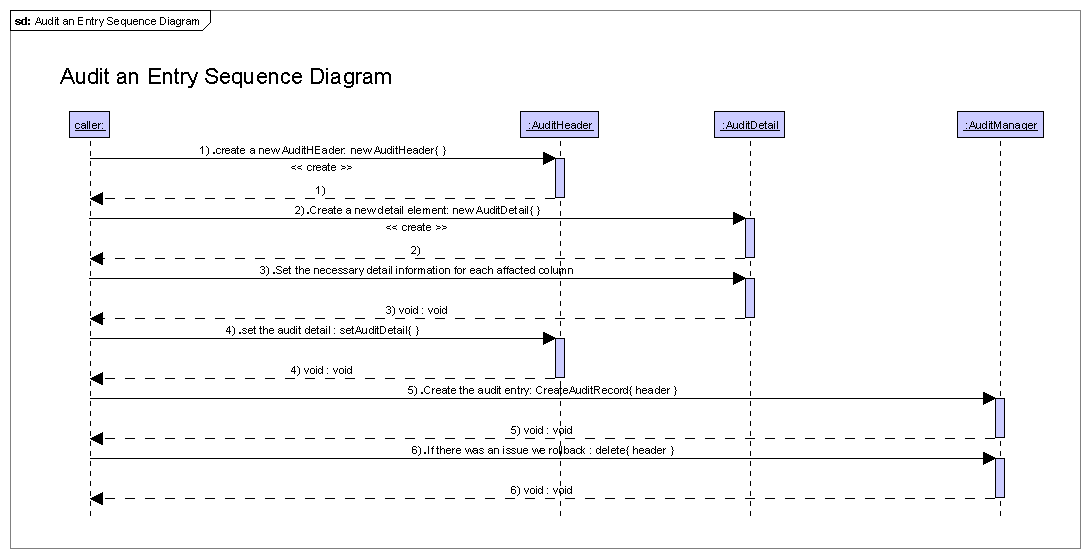 sd: Audit an Entry Sequence Diagram
Audit an Entry Sequence Diagram
caller:
:AuditHeader
:AuditDetail
:AuditManager
1) .create a new AuditHEader: new AuditHeader{ }
<< create >>
1)
2).Create a new detail element: new AuditDetail{ }
<< create >>
2)
3) .Set the necessary detail information for each affacted column
3) void : void
4) .set the audit detail : setAuditDetail{ }
4) void : void
5) .Create the audit entry: CreateAuditRecord{ header }
5) void : void
6) .If there was an issue we rollback : delete{ header }
6) void : void